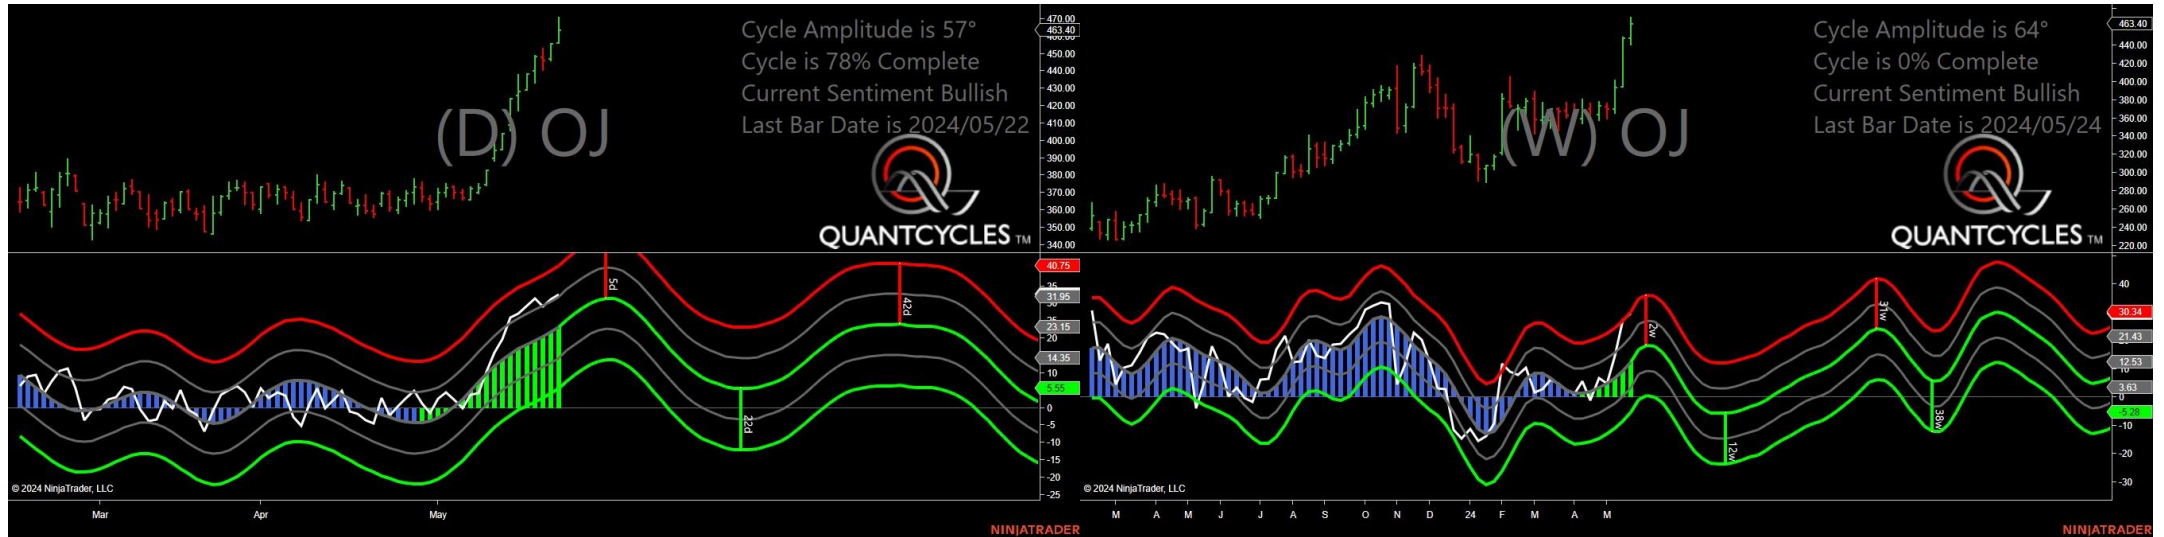 Cycle Amplitude is 57°
Cycle is 78% Complete
Current Sentiment Bullish
Last Bar Date is 2024/05/22
(D) OJ
QUANTCYCLES TM
470.00
463.40
450.00
440.00
430.00
420.00
410.00
400.00
390.00
380.00
370.00
360.00
350.00
340.00
5d
42d
22d
40.75
35
31.95
23.15
20
14.35
10
5.55
0
-5
-10
-15
-20
-25
© 2024 NinjaTrader, LLC
Mar
Apr
May
NINJATRADER
Cycle Amplitude is 64°
Cycle is 0% Complete
Current Sentiment Bullish
Last Bar Date is 2024/05/24
(W) OJ
QUANTCYCLES TM
463.40
440.00
420.00
400.00
380.00
360.00
340.00
320.00
300.00
280.00
260.00
240.00
220.00
2w
31w
12w
38w
40
30.34
21.43
12.53
10
3.63
0
-5.28
-10
-20
-30
© 2024 NinjaTrader, LLC
M A M J J A S O N D 24 F M A M
NINJATRADER